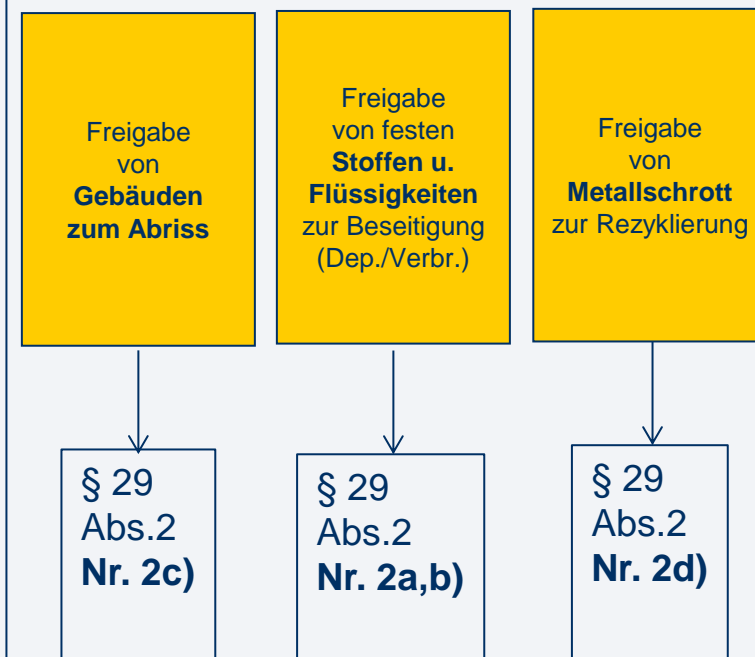 Freigabe
von
Gebäuden
zum Abriss
Freigabe
von festen
Stoffen u.
Flüssigkeiten
zur Beseitigung
(Dep./Verbr.)
Freigabe
von
Metallschrott
zur Rezyklierung
§ 29
Abs.2
Nr. 2c)
§ 29
Abs.2
Nr. 2a,b)
§ 29
Abs.2
Nr. 2d)